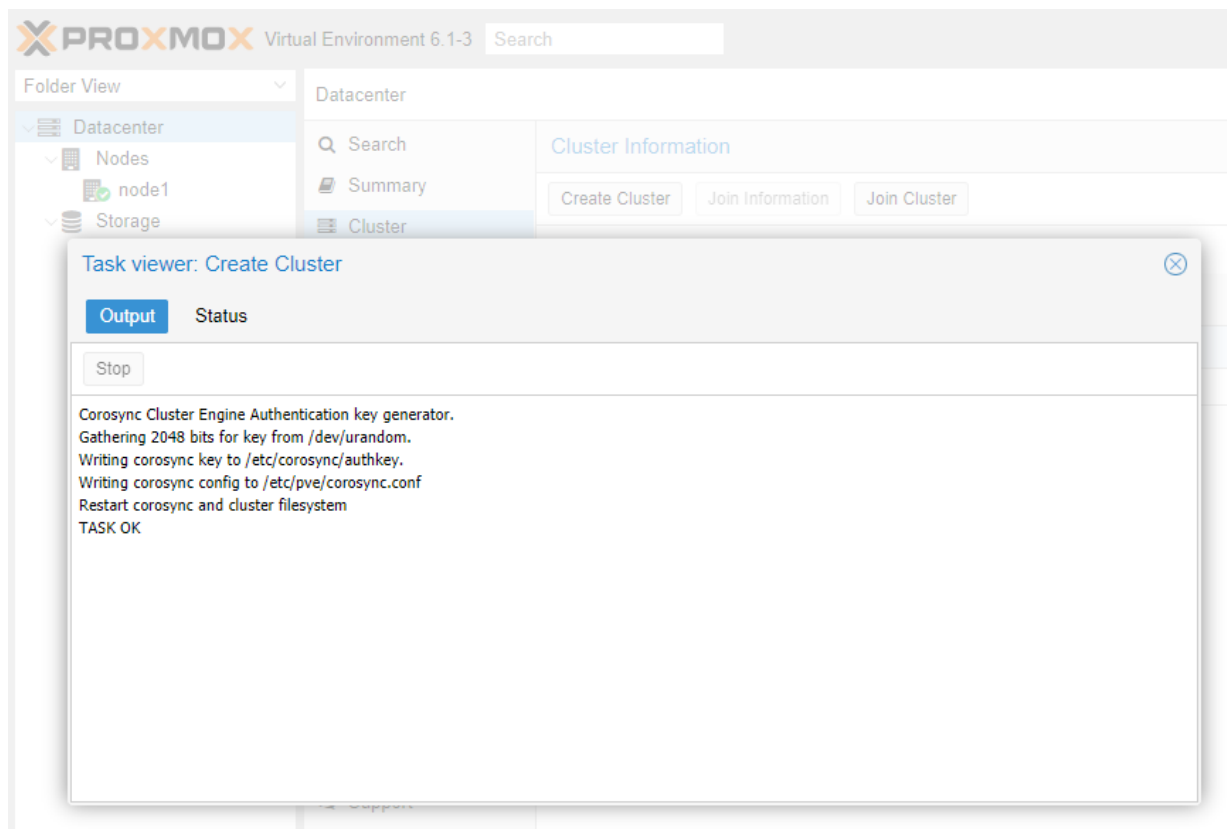 PROXMOX Virtual Environment 6.1-3 Search
Folder View
Datacenter
Datacenter
Nodes
node1
Storage
Search
Summary
Cluster
Cluster Information
Create Cluster Join Information Join Cluster
Task viewer: Create Cluster
Output Status
Stop
Corosync Cluster Engine Authentication key generator.
Gathering 2048 bits for key from /dev/urandom.
Writing corosync key to /etc/corosync/authkey.
Writing corosync config to /etc/pve/corosync.conf
Restart corosync and cluster filesystem
TASK OK
Support